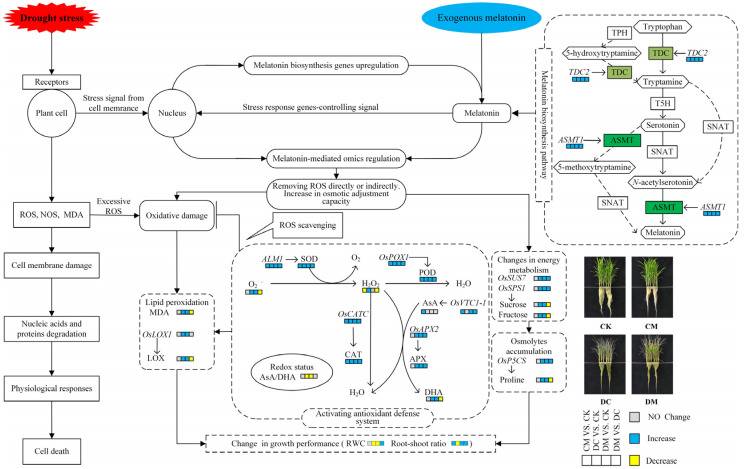 Drought stress
Exogenous melatonin
Receptors
Plant cell
Stress signal from
cell memrance
Nucleus
Melatonin biosynthesis genes upregulation
Stress response genes-controlling signal
Melatonin
Melatonin-mediated omics regulation
Removing ROS directly or indirectly.
Increase in osmotic adjustment
capacity
ROS, NOS, MDA
Excessive
ROS
Oxidative damage
ROS scavenging
Cell membrane damage
Nucleic acids and
proteins degradation
Physiological responses
Cell death
Lipid peroxidation
MDA
OsLOX1
LOX
ALM1
SOD
O₂
O₂
H₂O₂
OsPOX1
POD
H₂O
AsA
OsVTC1-1
OsCATC
CAT
OsAPX2
APX
H₂O
DHA
Redox status
AsA/DHA
Activating antioxidant defense
system
Change in growth performance ( RWC
Root-shoot ratio
)
Changes in energy
metabolism
OsSUS7
OsSPS1
Sucrose
Fructose
Osmolytes
accumulation
OsP5CS
Proline
Melatonin biosynthesis pathway
TPH
Tryptophan
5-hydroxytryptamine
TDC
TDC2
TDC2
TDC
Tryptamine
T5H
Serotonin
SNAT
ASMT1
ASMT
SNAT
5-methoxytryptamine
N-acetylserotonin
SNAT
ASMT
ASMT1
Melatonin
CK
CM
DC
DM
CM VS. CK
DC VS. CK
DM VS. CK
DM VS. DC
NO Change
Increase
Decrease